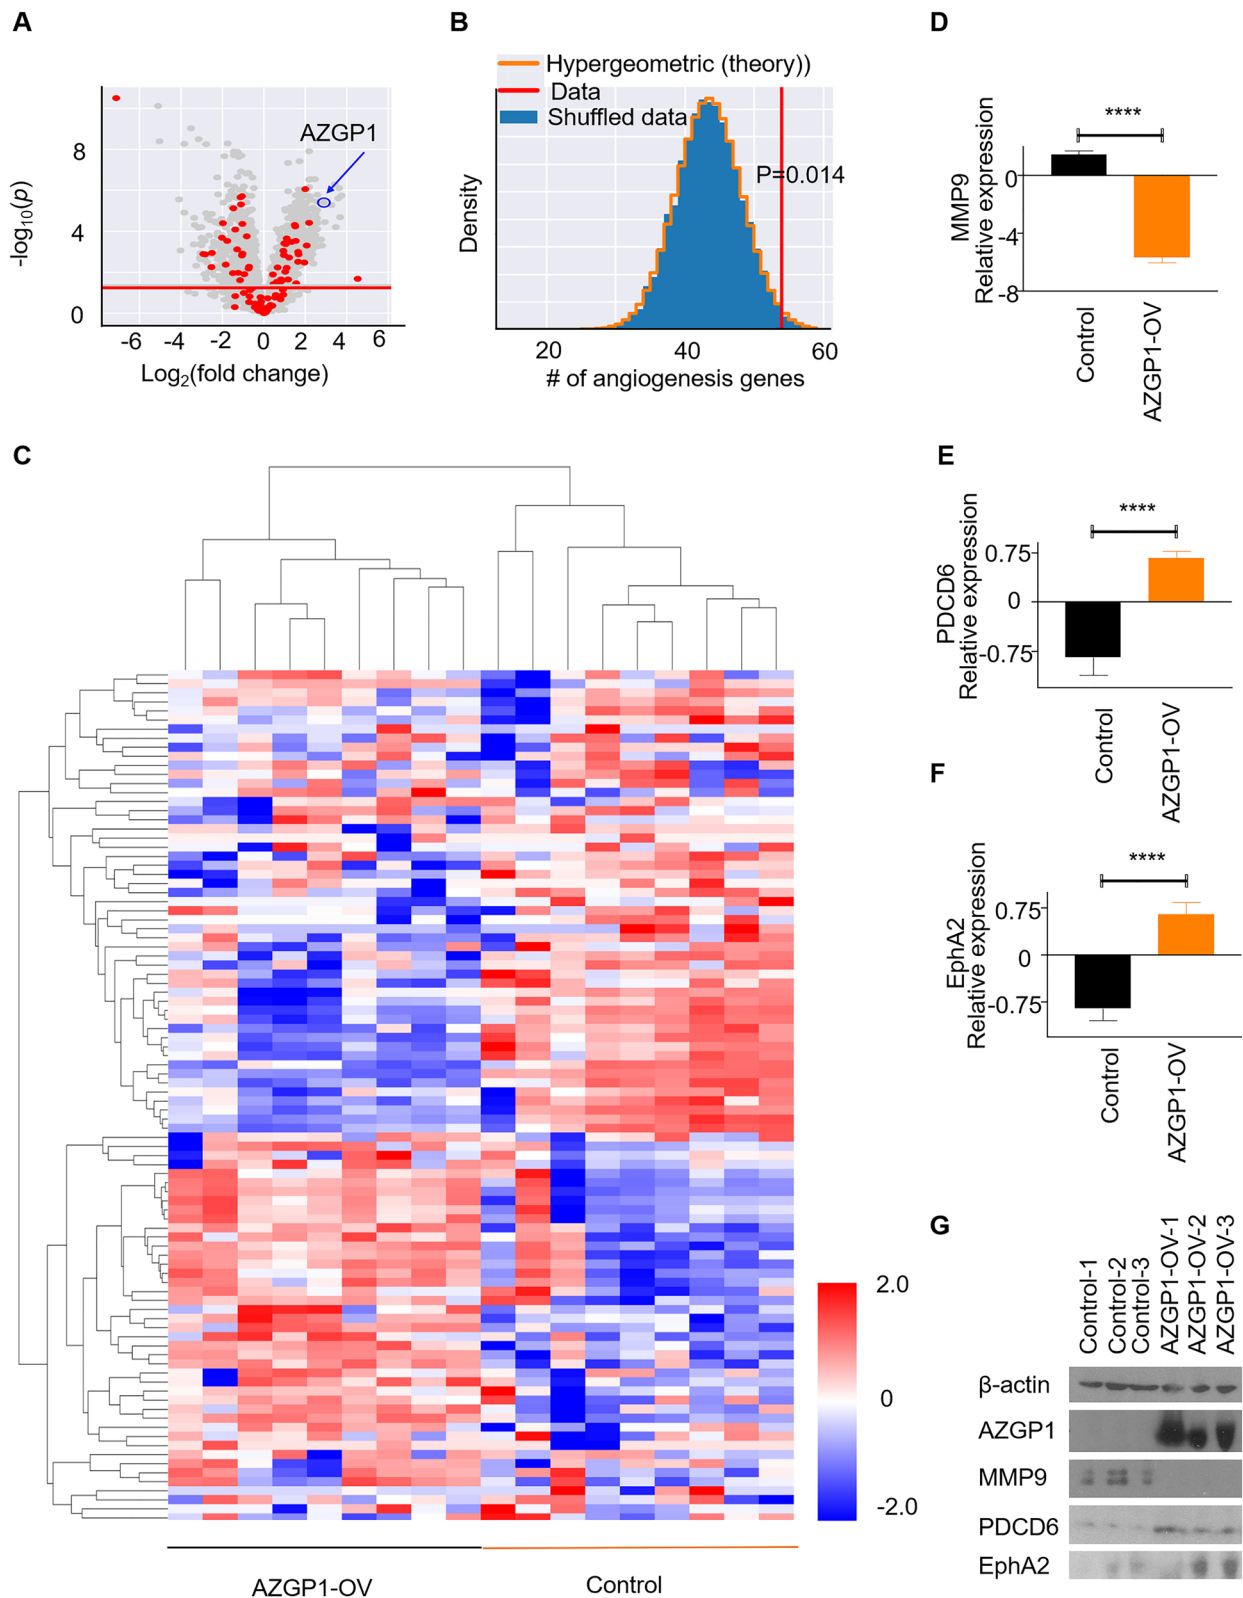 A
AZGP1
8
4
0
-log10(p)
-6 -4 -2 0 2 4 6
Log2(fold change)
B
Hypergeometric (theory))
Data
Shuffled data
P=0.014
Density
20 40 60
# of angiogenesis genes
C
AZGP1-OV
Control
2.0
0
-2.0
D
****
MMP9
Relative expression
0
-4
-8
Control
AZGP1-OV
E
****
PDCD6
Relative expression
0.75
0
-0.75
Control
AZGP1-OV
F
****
EphA2
Relative expression
0.75
0
-0.75
Control
AZGP1-OV
G
Control-1
Control-2
Control-3
AZGP1-OV-1
AZGP1-OV-2
AZGP1-OV-3
β-actin
AZGP1
MMP9
PDCD6
EphA2